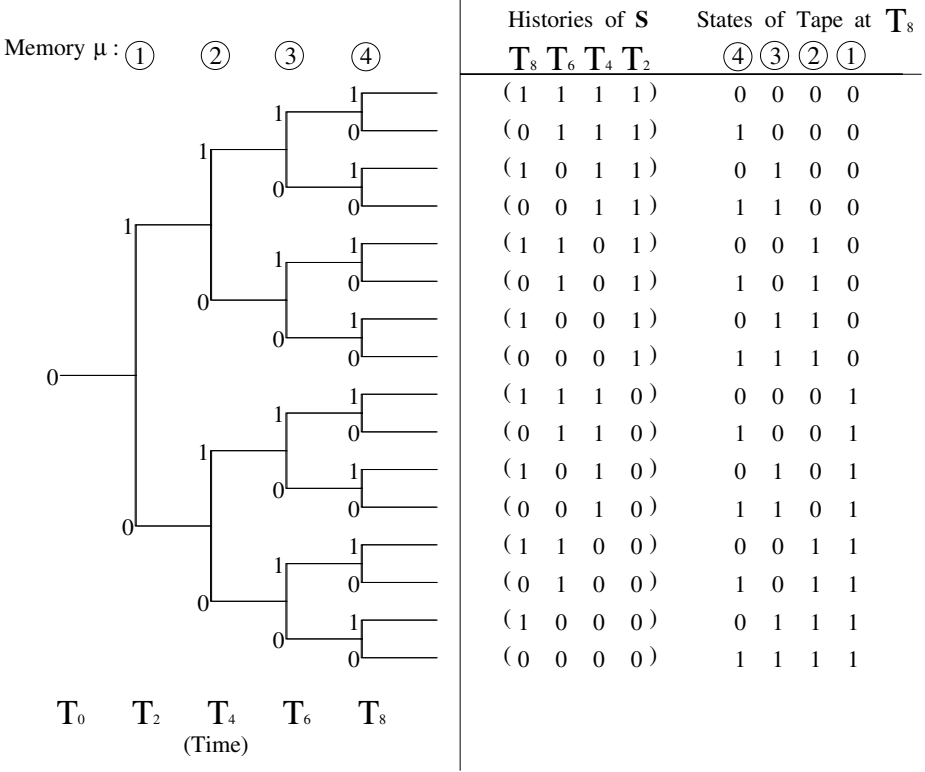 Histories of S States of Tape at T8
Memory μ : 1 2 3 4
T8 T6 T4 T2 4 3 2 1
1 ( 1 1 1 1 ) 0 0 0 0
1
0 ( 0 1 1 1 ) 1 0 0 0
1
1 ( 1 0 1 1 ) 0 1 0 0
0
0 ( 0 0 1 1 ) 1 1 0 0
1
1 ( 1 1 0 1 ) 0 0 1 0
1
0 ( 0 1 0 1 ) 1 0 1 0
0
1 ( 1 0 0 1 ) 0 1 1 0
0
0 ( 0 0 0 1 ) 1 1 1 0
0
1 ( 1 1 1 0 ) 0 0 0 1
1
0 ( 0 1 1 0 ) 1 0 0 1
1
1 ( 1 0 1 0 ) 0 1 0 1
0
0 ( 0 0 1 0 ) 1 1 0 1
0
1 ( 1 1 0 0 ) 0 0 1 1
1
0 ( 0 1 0 0 ) 1 0 1 1
0
1 ( 1 0 0 0 ) 0 1 1 1
0
0 ( 0 0 0 0 ) 1 1 1 1
T0 T2 T4 T6 T8
(Time)